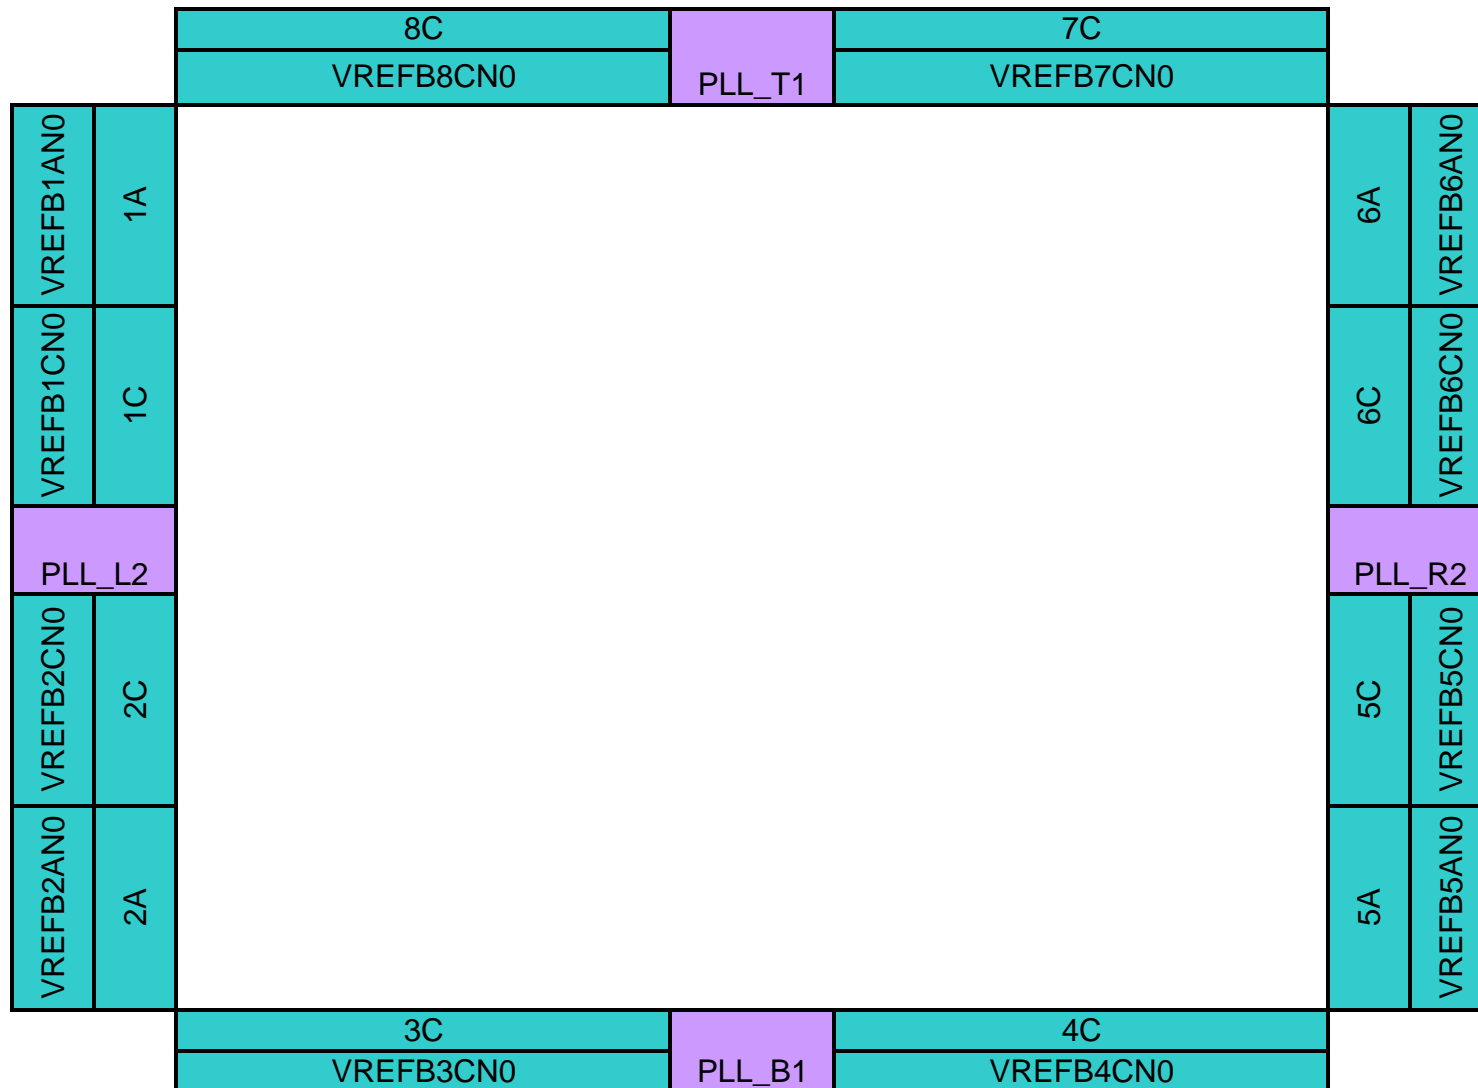 8C
7C
VREFB8CN0
PLL_T1
VREFB7CN0
VREFB1AN0
1A
6A
VREFB6AN0
VREFB1CN0
1C
6C
VREFB6CN0
PLL_L2
PLL_R2
VREFB2CN0
2C
5C
VREFB5CN0
VREFB2AN0
2A
5A
VREFB5AN0
3C
4C
VREFB3CN0
PLL_B1
VREFB4CN0